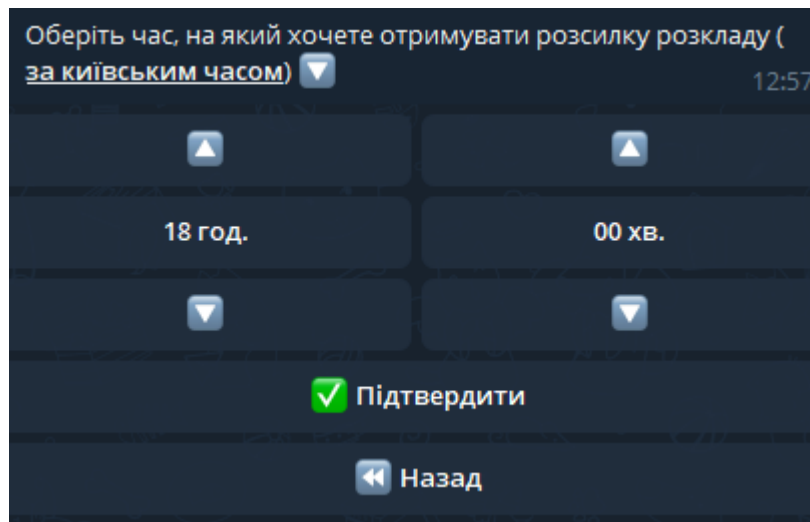 Оберіть час, на який хочете отримувати розсилку розкладу (
за київським часом) 🔽
12:57
🔼 🔼
18 год. 00 хв.
🔽 🔽
✅ Підтвердити
⏪ Назад